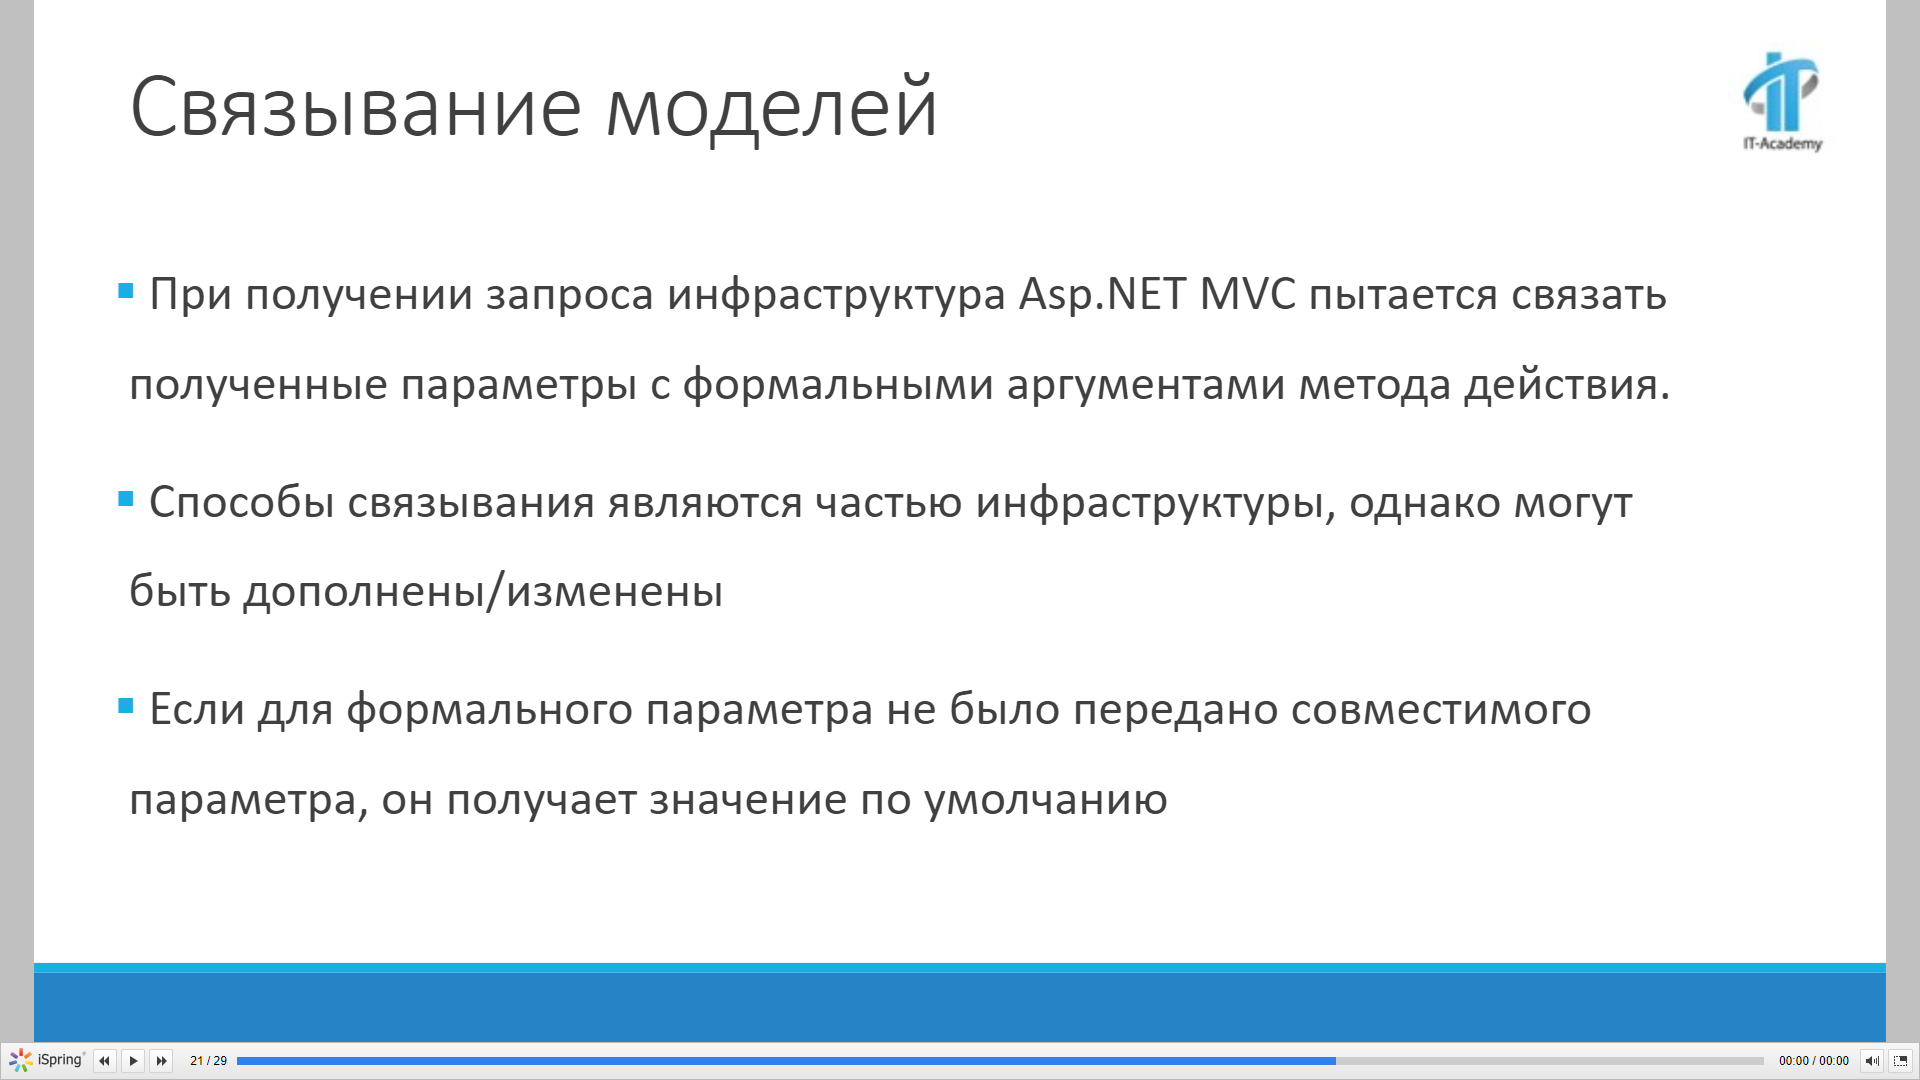 Связывание моделей
IT-Academy
▪ При получении запроса инфраструктура Asp.NET MVC пытается связать
полученные параметры с формальными аргументами метода действия.
▪ Способы связывания являются частью инфраструктуры, однако могут
быть дополнены/изменены
▪ Если для формального параметра не было передано совместимого
параметра, он получает значение по умолчанию
iSpring 21 / 29 00:00 / 00:00